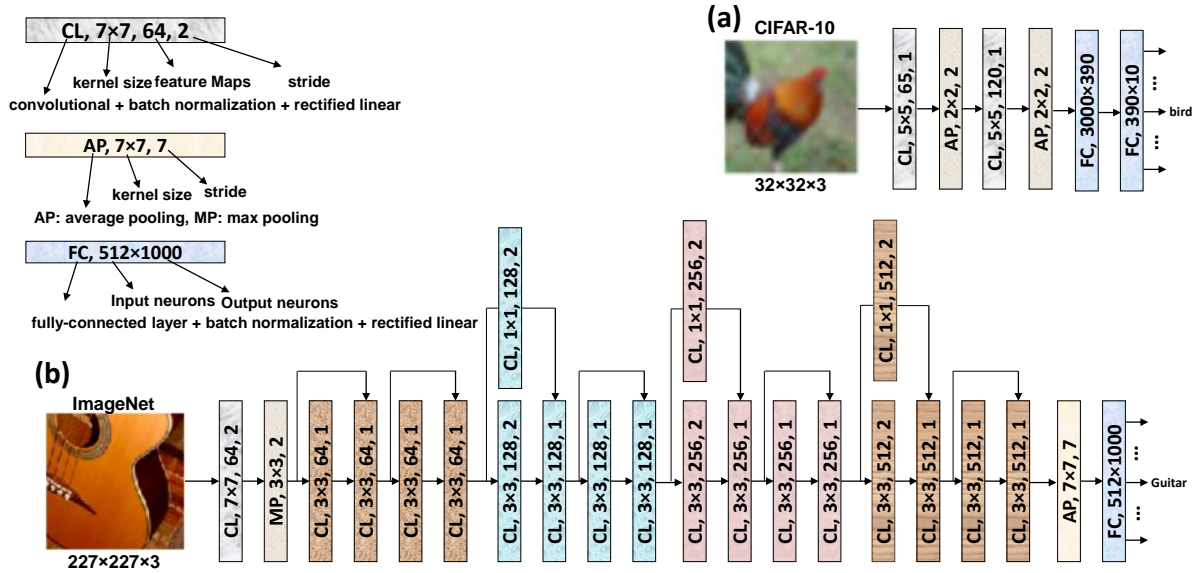 CL, 7×7, 64, 2
kernel size
feature Maps
stride
convolutional + batch normalization + rectified linear
AP, 7×7, 7
kernel size
stride
AP: average pooling, MP: max pooling
FC, 512×1000
Input neurons
Output neurons
fully-connected layer + batch normalization + rectified linear
(a)
CIFAR-10
32×32×3
CL, 5×5, 65, 1
AP, 2×2, 2
CL, 5×5, 120, 1
AP, 2×2, 2
FC, 3000×390
FC, 390×10
...
bird
...
(b)
ImageNet
227×227×3
CL, 7×7, 64, 2
MP, 3×3, 2
CL, 3×3, 64, 1
CL, 3×3, 64, 1
CL, 3×3, 64, 1
CL, 3×3, 64, 1
CL, 1×1, 128, 2
CL, 3×3, 128, 2
CL, 3×3, 128, 1
CL, 3×3, 128, 1
CL, 3×3, 128, 1
CL, 1×1, 256, 2
CL, 3×3, 256, 2
CL, 3×3, 256, 1
CL, 3×3, 256, 1
CL, 3×3, 256, 1
CL, 1×1, 512, 2
CL, 3×3, 512, 2
CL, 3×3, 512, 1
CL, 3×3, 512, 1
CL, 3×3, 512, 1
AP, 7×7, 7
FC, 512×1000
...
Guitar
...